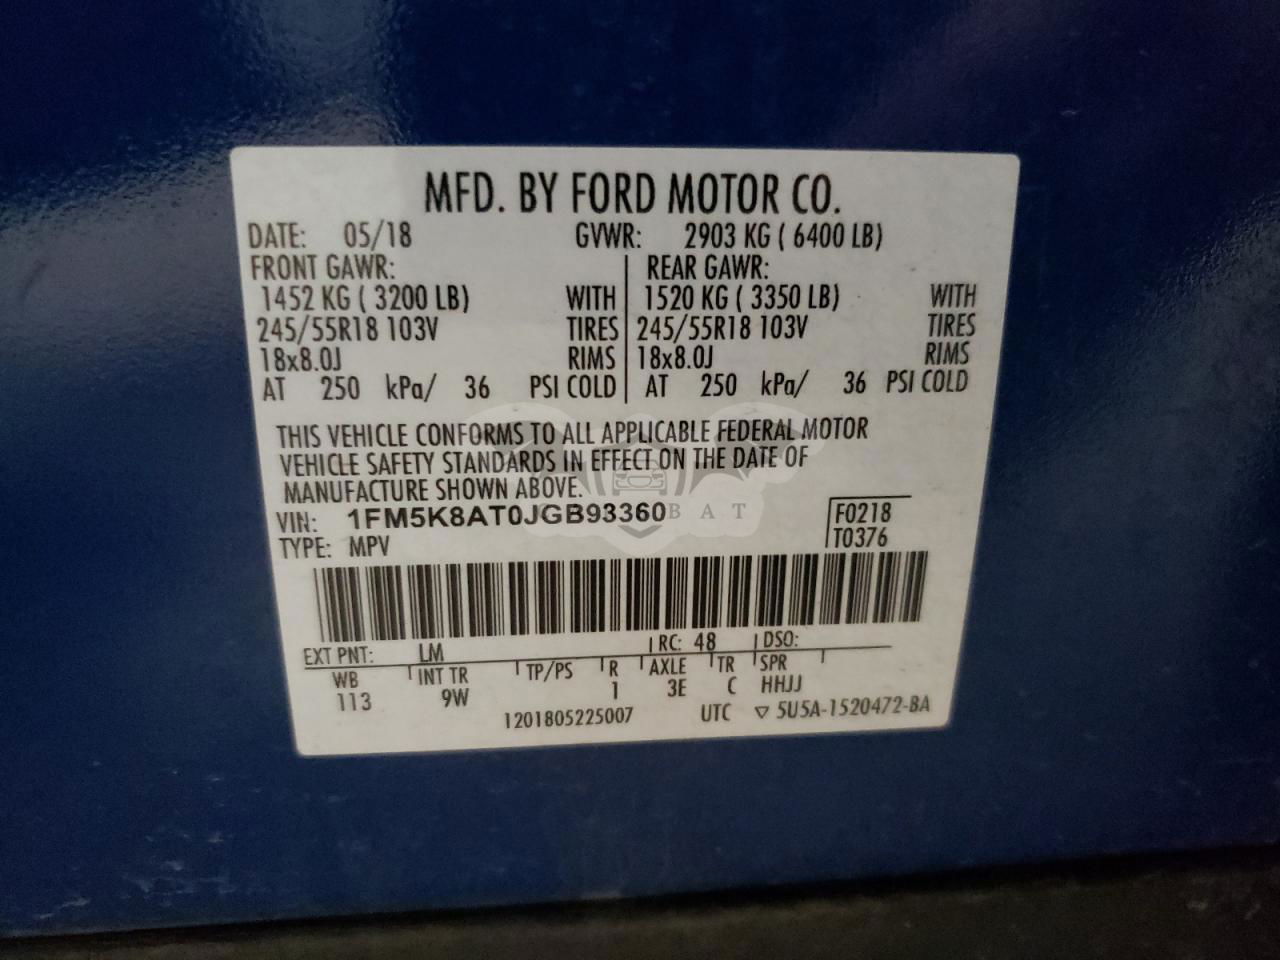 MFD. BY FORD MOTOR CO.
DATE: 05/18 GVWR: 2903 KG ( 6400 LB)
FRONT GAWR: REAR GAWR:
1452 KG ( 3200 LB) WITH 1520 KG ( 3350 LB) WITH
245/55R18 103V TIRES 245/55R18 103V TIRES
18x8.0J RIMS 18x8.0J RIMS
AT 250 kPa/ 36 PSI COLD AT 250 kPa/ 36 PSI COLD
THIS VEHICLE CONFORMS TO ALL APPLICABLE FEDERAL MOTOR
VEHICLE SAFETY STANDARDS IN EFFECT ON THE DATE OF
MANUFACTURE SHOWN ABOVE.
VIN: 1FM5K8AT0JGB93360 F0218
TYPE: MPV T0376
EXT PNT: LM RC: 48 DSO:
WB INT TR TP/PS R AXLE TR SPR
113 9W 1 3E C HHJJ
1201805225007 UTC ▽ 5U5A-1520472-BA